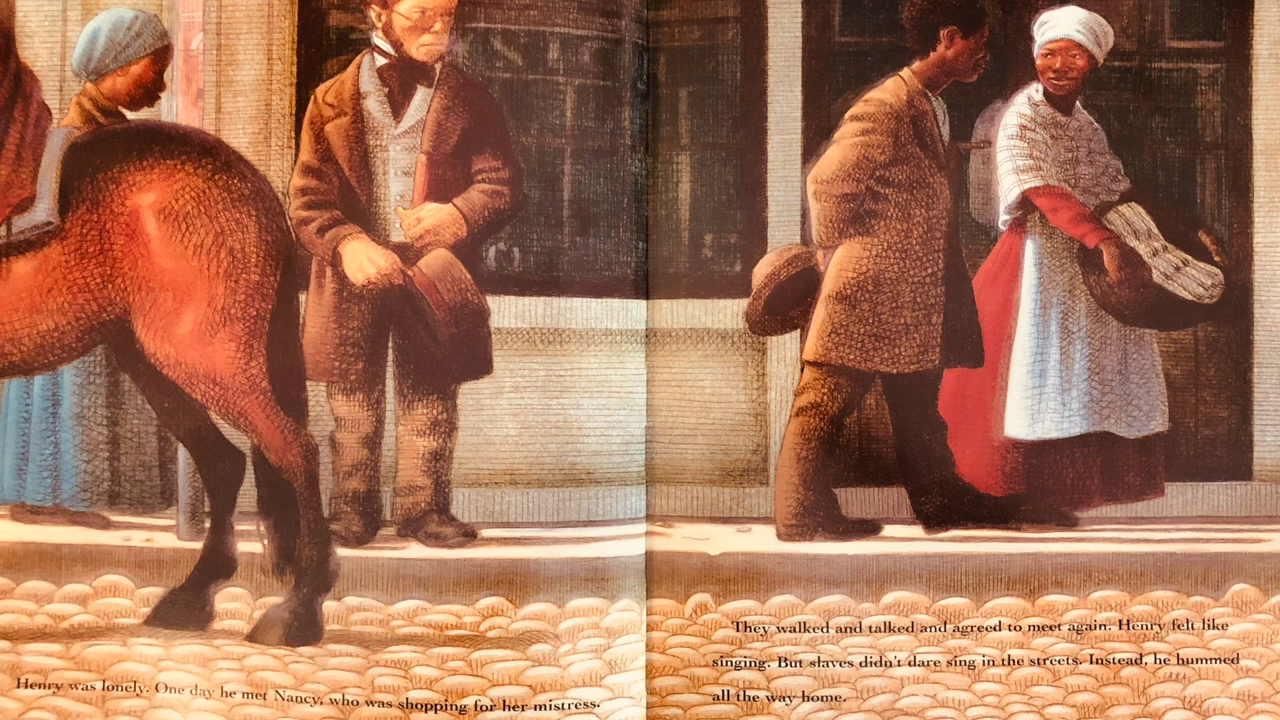 Henry was lonely. One day he met Nancy, who was shopping for her mistress.
They walked and talked and agreed to meet again. Henry felt like
singing. But slaves didn't dare sing in the streets. Instead, he hummed
all the way home.